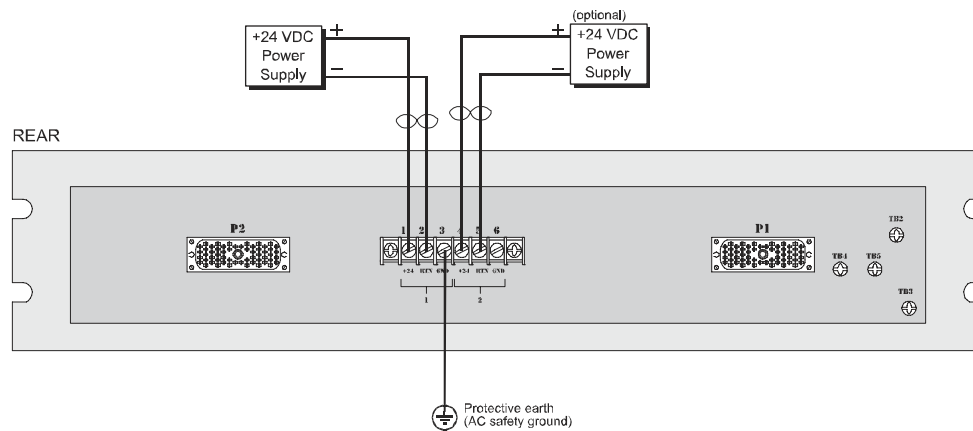 (optional)
+24 VDC
Power
Supply
+
−
+
−
+24 VDC
Power
Supply
REAR
P2
1 2 3 4 5 6
P1
TB2
TB4 TB5
TB3
+24 RTN GND +24 RTN GND
1 2
Protective earth
(AC safety ground)